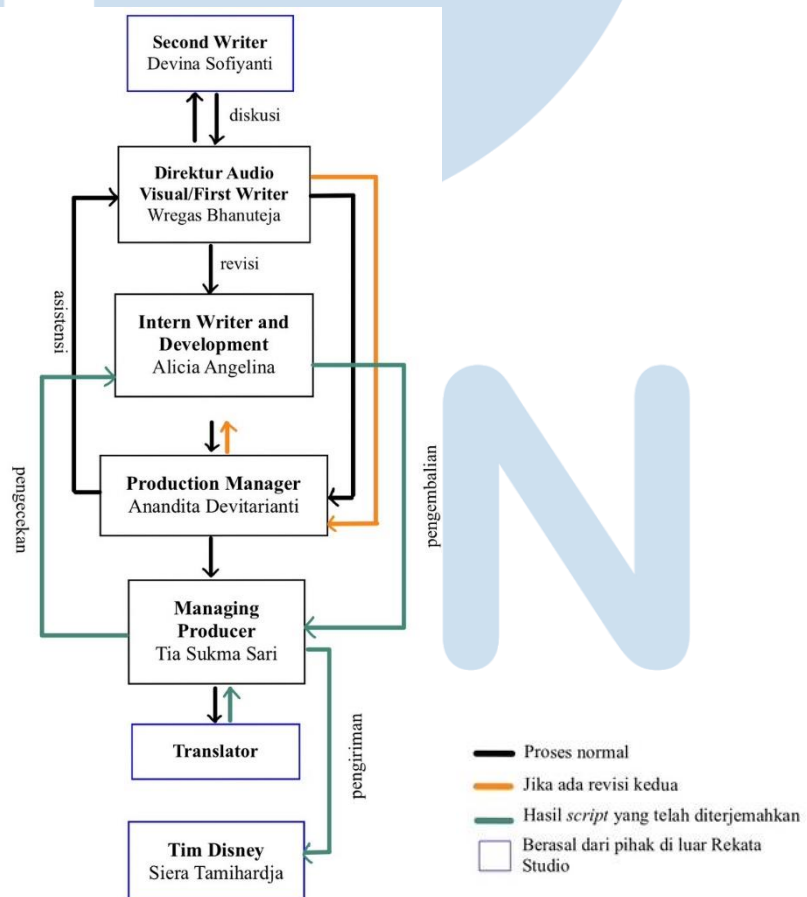 Second Writer
Devina Sofiyanti
diskusi
Direktur Audio
Visual/First Writer
Wregas Bhanuteja
revisi
asistensi
Intern Writer and
Development
Alicia Angelina
Production Manager
Anandita Devitarianti
pengecekan
pengembalian
Managing
Producer
Tia Sukma Sari
Translator
pengiriman
Tim Disney
Siera Tamihardja
Proses normal
Jika ada revisi kedua
Hasil script yang telah diterjemahkan
Berasal dari pihak di luar Rekata
Studio
N